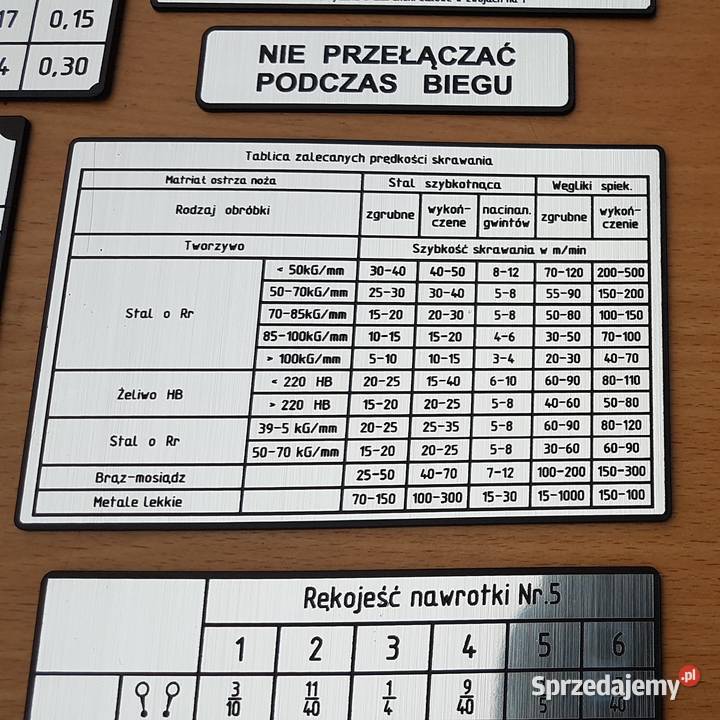 17 0,15
4 0,30
NIE PRZEŁĄCZAĆ
PODCZAS BIEGU
Tablica zalecanych prędkości skrawania
Matriał ostrza noża Stal szybkotnąca Węgliki spiek.
Rodzaj obróbki zgrubne wykoń-czene nacinan. gwintów zgrubne wykoń-czenie
Tworzywo Szybkość skrawania w m/min
Stal o Rr
< 50kG/mm 30-40 40-50 8-12 70-120 200-500
50-70kG/mm 25-30 30-40 5-8 55-90 150-200
70-85kG/mm 15-20 20-30 5-8 50-80 100-150
85-100kG/mm 10-15 15-20 4-6 30-50 70-100
> 100kG/mm 5-10 10-15 3-4 20-30 40-70
Żeliwo HB
< 220 HB 20-25 15-40 6-10 60-90 80-110
> 220 HB 15-20 20-25 5-8 40-60 50-80
Stal o Rr
39-5 kG/mm 20-25 25-35 5-8 60-90 80-120
50-70 kG/mm 15-20 20-25 5-8 30-60 60-90
Brąz-mosiądz 25-50 40-70 7-12 100-200 150-300
Metale lekkie 70-150 100-300 15-30 15-1000 150-100
Rękojeść nawrotki Nr.5
1 2 3 4 5 6
3/10 11/40 1/4 9/40
Sprzedajemy.pl